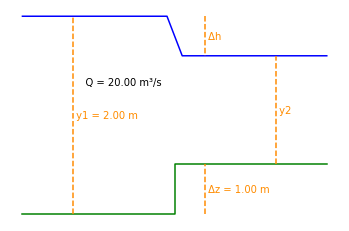 Δh
Q = 20.00 m³/s
y2
y1 = 2.00 m
Δz = 1.00 m